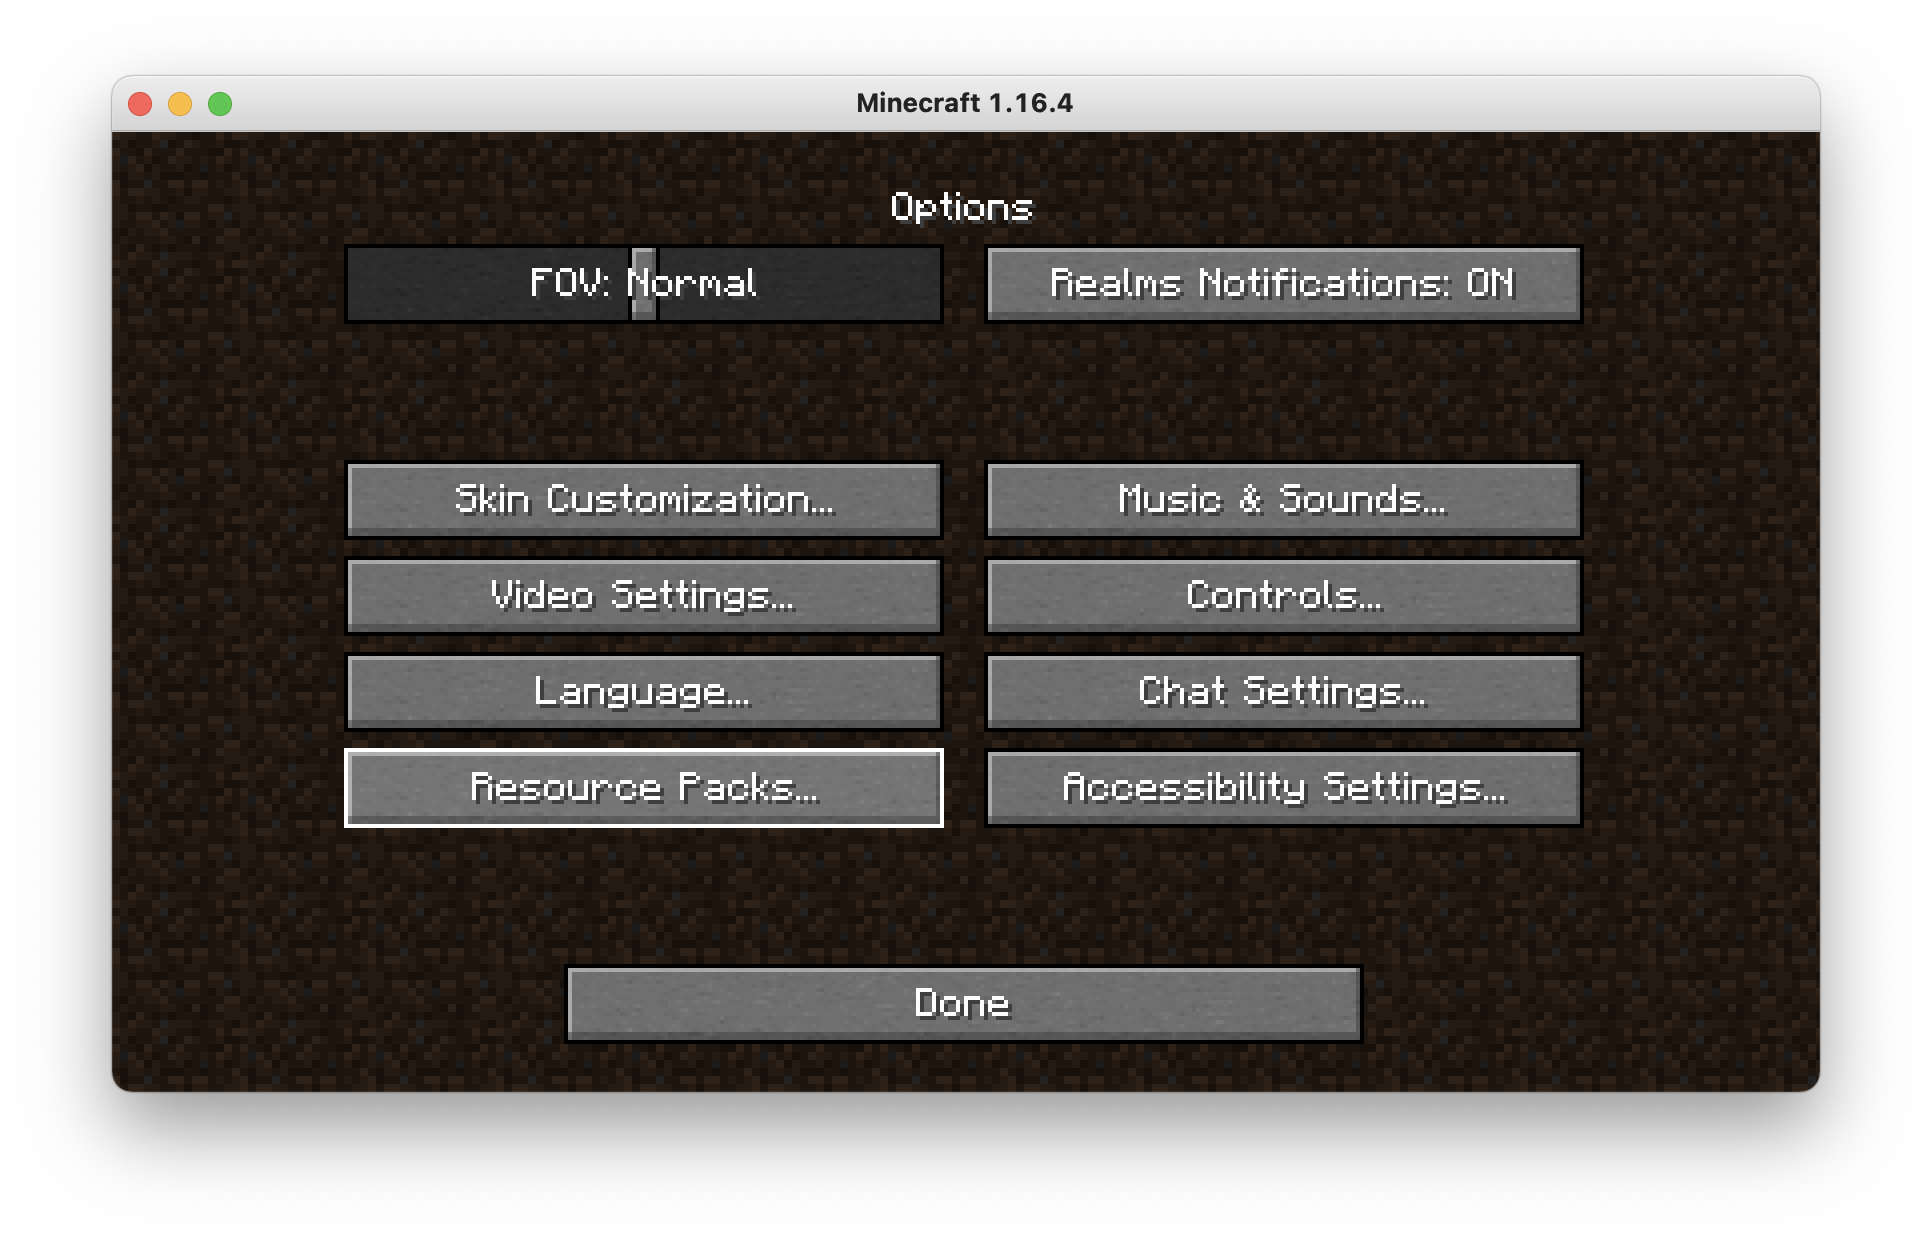 Minecraft 1.16.4
Options
FOV: Normal
Realms Notifications: ON
Skin Customization...
Music & Sounds...
Video Settings...
Controls...
Language...
Chat Settings...
Resource Packs...
Accessibility Settings...
Done